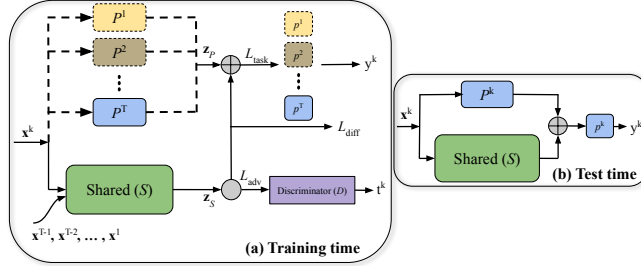 P¹
P²
Pᵀ
xᵏ
z_P
L_task
p¹
p²
pᵀ
yᵏ
L_diff
Shared (S)
z_S
L_adv
Discriminator (D)
tᵏ
xᵀ⁻¹, xᵀ⁻², ... , x¹
(a) Training time
xᵏ
Pᵏ
Shared (S)
pᵏ
yᵏ
(b) Test time